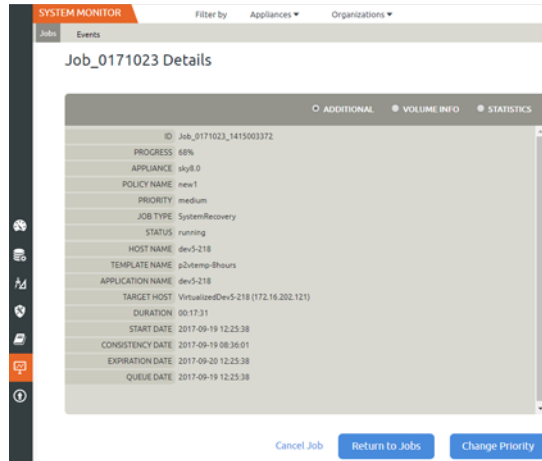 SYSTEM MONITOR Filter by Appliances Organizations
Jobs Events
Job_0171023 Details
ADDITIONAL VOLUME INFO STATISTICS
ID Job_0171023_1415003372
PROGRESS 68%
APPLIANCE sky8.0
POLICY NAME new1
PRIORITY medium
JOB TYPE SystemRecovery
STATUS running
HOST NAME dev5-218
TEMPLATE NAME p2vtemp-8hours
APPLICATION NAME dev5-218
TARGET HOST VirtualizedDev5-218 (172.16.202.121)
DURATION 00:17:31
START DATE 2017-09-19 12:25:38
CONSISTENCY DATE 2017-09-19 08:36:01
EXPIRATION DATE 2017-09-20 12:25:38
QUEUE DATE 2017-09-19 12:25:38
Cancel Job Return to Jobs Change Priority